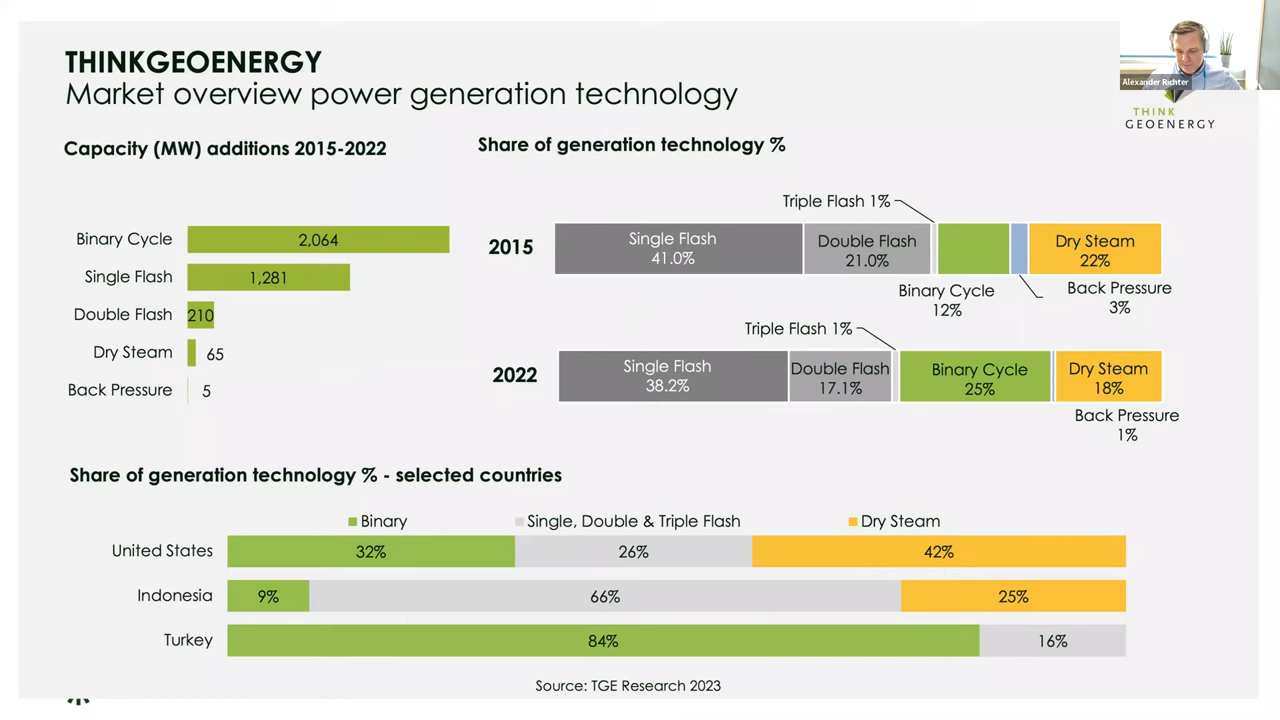 THINKGEOENERGY
Market overview power generation technology
Alexander Richter
THINK
GEOENERGY
Capacity (MW) additions 2015-2022
Binary Cycle
2,064
Single Flash
1,281
Double Flash
210
Dry Steam
65
Back Pressure
5
Share of generation technology %
Triple Flash 1%
2015
Single Flash
41.0%
Double Flash
21.0%
Dry Steam
22%
Binary Cycle
12%
Back Pressure
3%
Triple Flash 1%
2022
Single Flash
38.2%
Double Flash
17.1%
Binary Cycle
25%
Dry Steam
18%
Back Pressure
1%
Share of generation technology % - selected countries
Binary
Single, Double & Triple Flash
Dry Steam
United States
32%
26%
42%
Indonesia
9%
66%
25%
Turkey
84%
16%
Source: TGE Research 2023